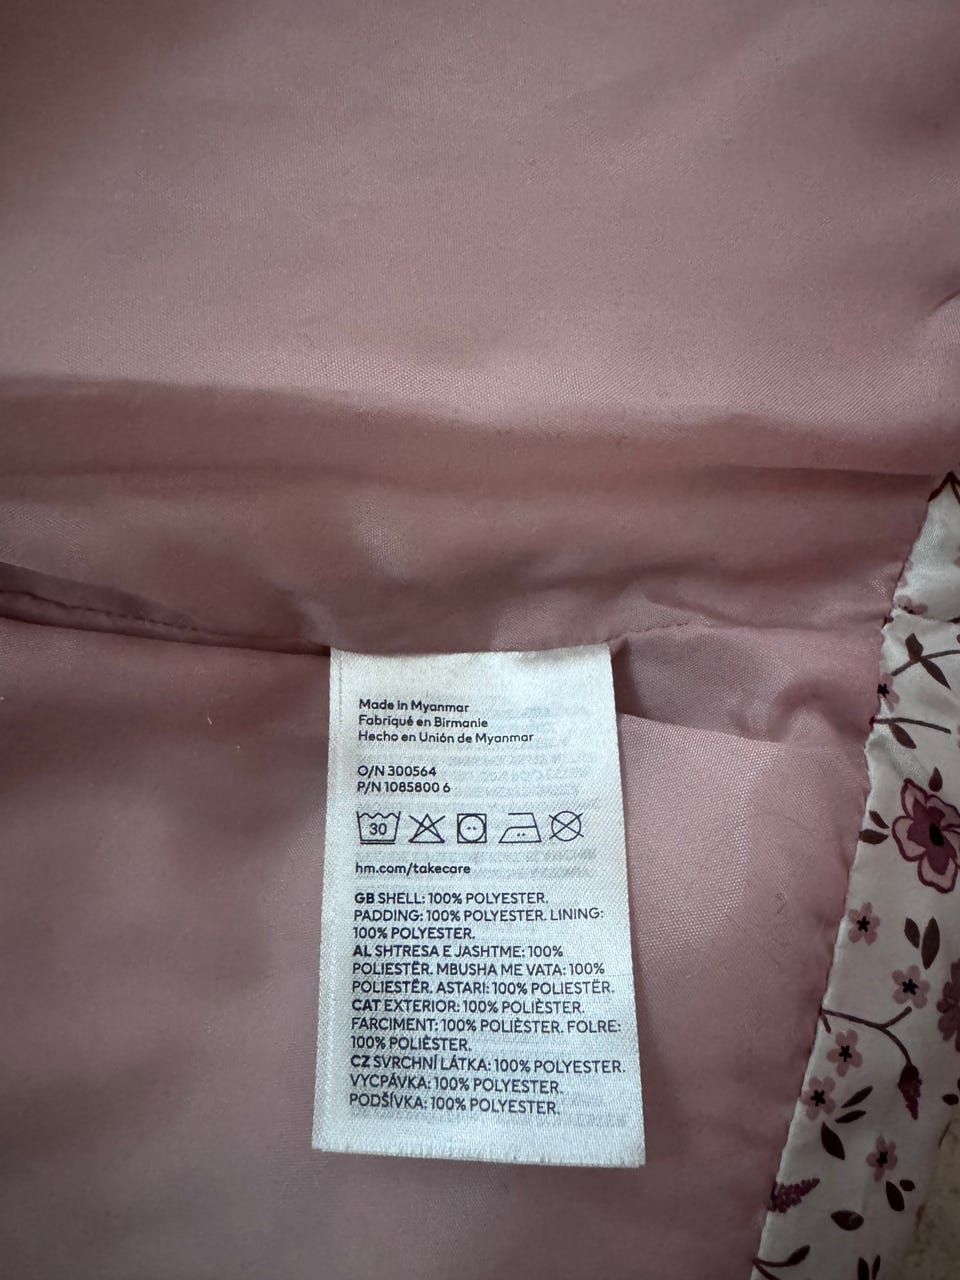 Made in Myanmar
Fabriqué en Birmanie
Hecho en Unión de Myanmar
O/N 300564
P/N 1085800 6
30
hm.com/takecare
GB SHELL: 100% POLYESTER.
PADDING: 100% POLYESTER. LINING:
100% POLYESTER.
AL SHTRESA E JASHTME: 100%
POLIESTËR. MBUSHA ME VATA: 100%
POLIESTËR. ASTARI: 100% POLIESTËR.
CAT EXTERIOR: 100% POLIÈSTER.
FARCIMENT: 100% POLIÈSTER. FOLRE:
100% POLIÈSTER.
CZ SVRCHNÍ LÁTKA: 100% POLYESTER.
VYCPÁVKA: 100% POLYESTER.
PODŠÍVKA: 100% POLYESTER.